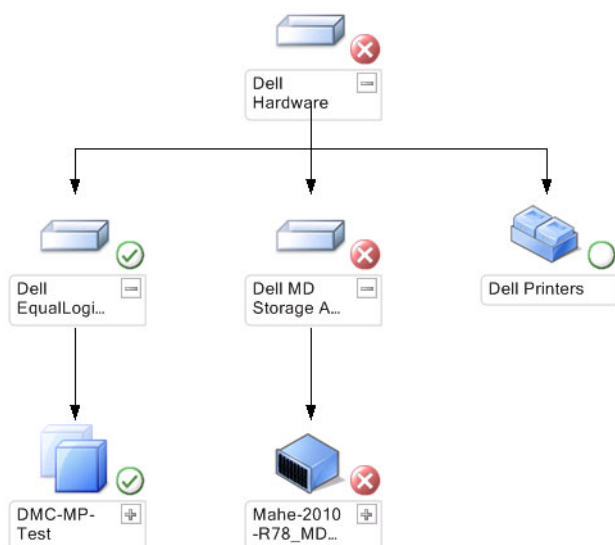 Dell
Hardware
Dell
EqualLogi...
Dell MD
Storage A...
Dell Printers
DMC-MP-
Test
Mahe-2010
-R78_MD...